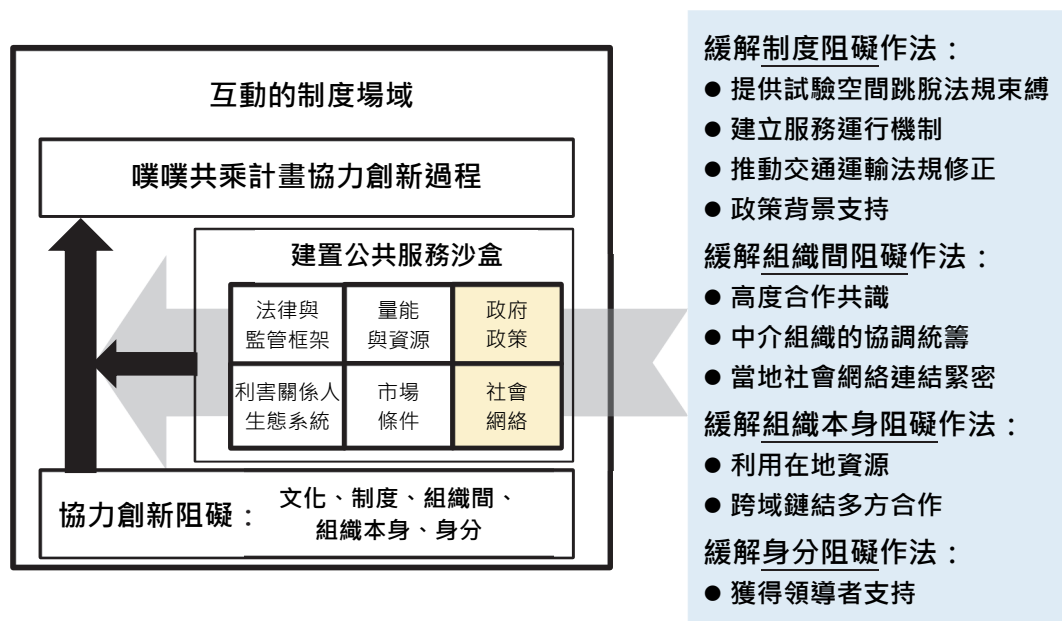 互動的制度場域
噗噗共乘計畫協力創新過程
建置公共服務沙盒
法律與
監管框架
量能
與資源
政府
政策
利害關係人
生態系統
市場
條件
社會
網絡
協力創新阻礙：
文化、制度、組織間、
組織本身、身分
緩解制度阻礙作法：
● 提供試驗空間跳脫法規束縛
● 建立服務運行機制
● 推動交通運輸法規修正
● 政策背景支持
緩解組織間阻礙作法：
● 高度合作共識
● 中介組織的協調統籌
● 當地社會網絡連結緊密
緩解組織本身阻礙作法：
● 利用在地資源
● 跨域鏈結多方合作
緩解身分阻礙作法：
● 獲得領導者支持